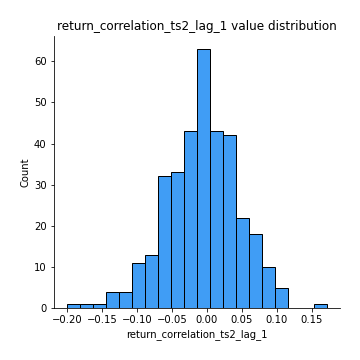 return_correlation_ts2_lag_1 value distribution
60
50
40
30
20
10
0
Count
−0.20 −0.15 −0.10 −0.05 0.00 0.05 0.10 0.15
return_correlation_ts2_lag_1